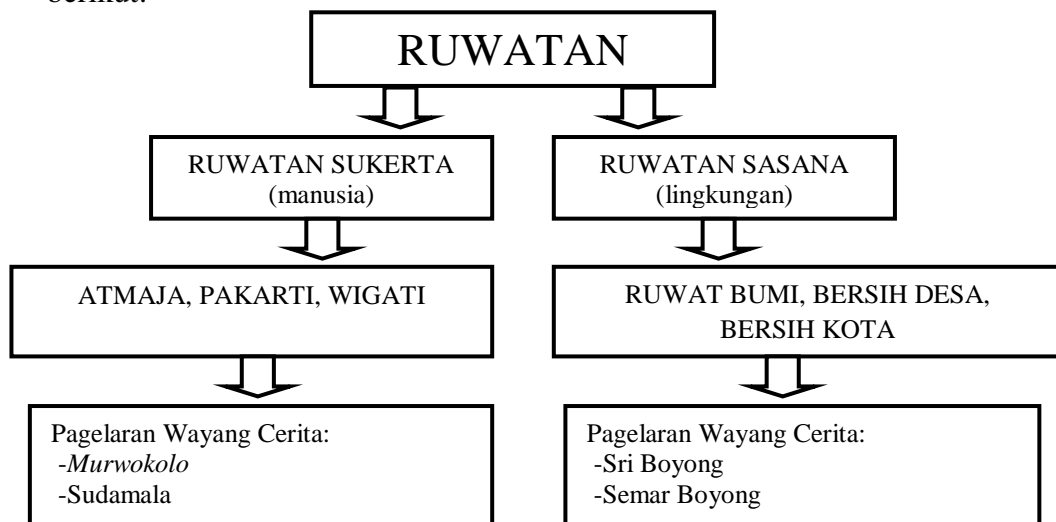 berikut:
RUWATAN
RUWATAN SUKERTA
(manusia)
RUWATAN SASANA
(lingkungan)
ATMAJA, PAKARTI, WIGATI
RUWAT BUMI, BERSIH DESA,
BERSIH KOTA
Pagelaran Wayang Cerita:
-Murwokolo
-Sudamala
Pagelaran Wayang Cerita:
-Sri Boyong
-Semar Boyong